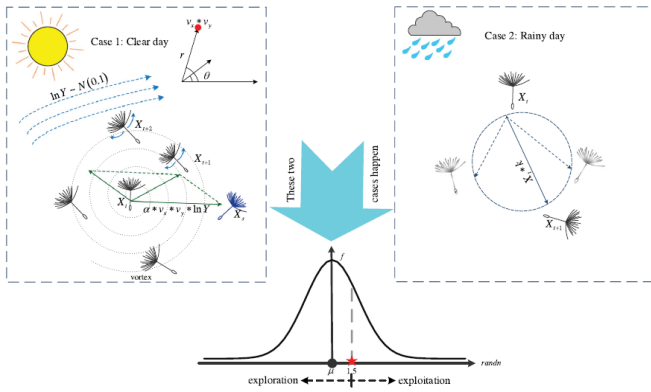 Case 1: Clear day
v_x * v_y
r
θ
ln Y ~ N(0,1)
X_{t+2}
X_{t+1}
X_t
α * v_x * v_y * ln Y
X_s
vortex
Case 2: Rainy day
X_t
X * k
X_{t+1}
These two
cases happen
f
μ
1.5
randn
exploration
exploitation